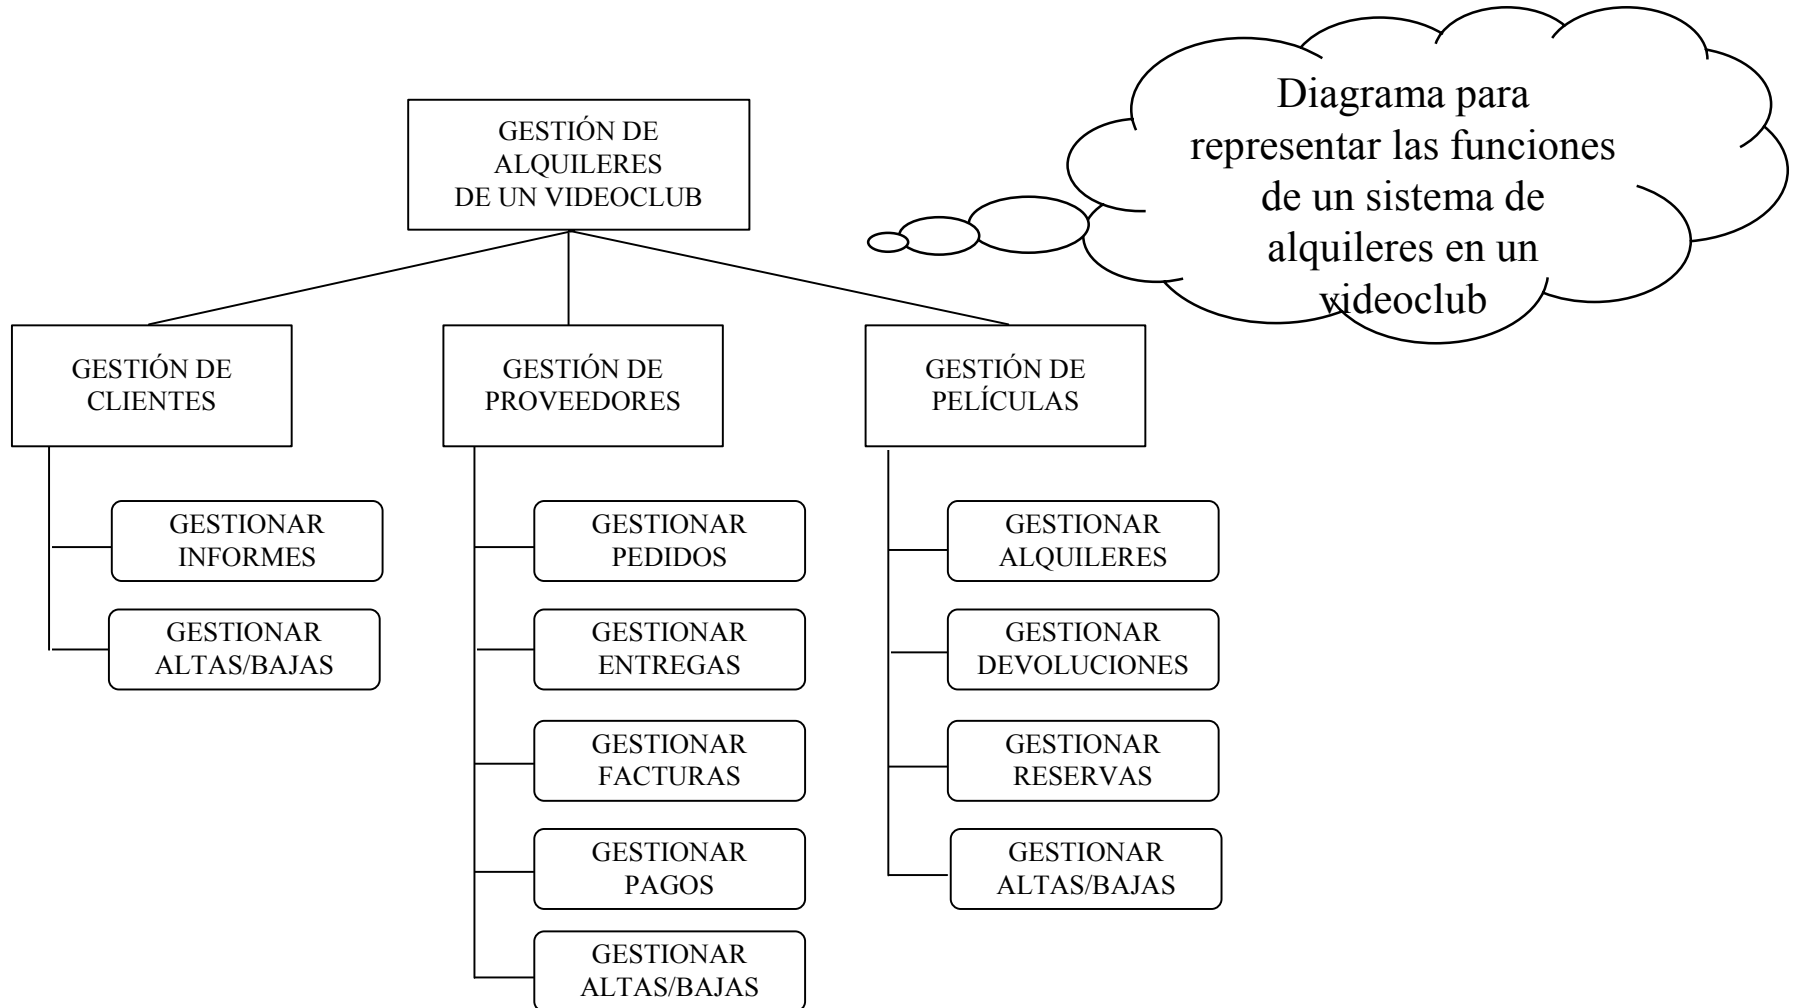 Diagrama para
representar las funciones
de un sistema de
alquileres en un
videoclub
GESTIÓN DE
ALQUILERES
DE UN VIDEOCLUB
GESTIÓN DE
CLIENTES
GESTIONAR
INFORMES
GESTIONAR
ALTAS/BAJAS
GESTIÓN DE
PROVEEDORES
GESTIONAR
PEDIDOS
GESTIONAR
ENTREGAS
GESTIONAR
FACTURAS
GESTIONAR
PAGOS
GESTIONAR
ALTAS/BAJAS
GESTIÓN DE
PELÍCULAS
GESTIONAR
ALQUILERES
GESTIONAR
DEVOLUCIONES
GESTIONAR
RESERVAS
GESTIONAR
ALTAS/BAJAS